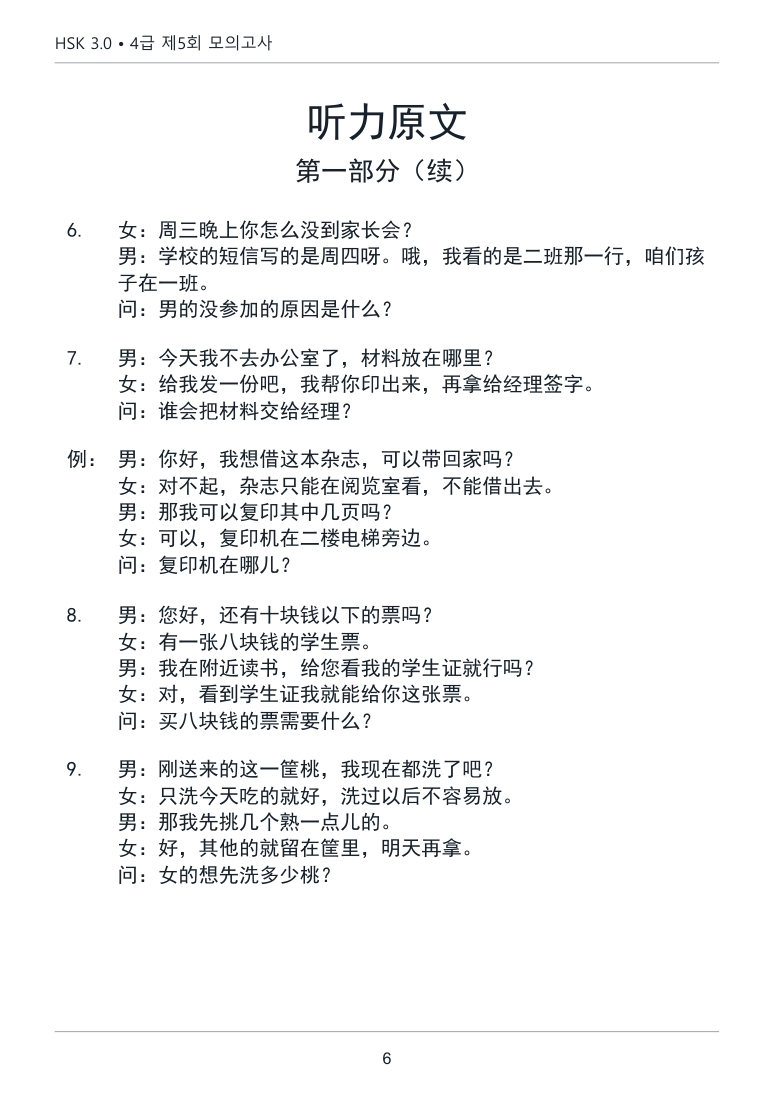 HSK 3.0 • 4급 제5회 모의고사
听力原文
第一部分（续）
6. 女：周三晚上你怎么没到家长会？
男：学校的短信写的是周四呀。哦，我看的是二班那一行，咱们孩
子在一班。
问：男的没参加的原因是什么？
7. 男：今天我不去办公室了，材料放在哪里？
女：给我发一份吧，我帮你印出来，再拿给经理签字。
问：谁会把材料交给经理？
例： 男：你好，我想借这本杂志，可以带回家吗？
女：对不起，杂志只能在阅览室看，不能借出去。
男：那我可以复印其中几页吗？
女：可以，复印机在二楼电梯旁边。
问：复印机在哪儿？
8. 男：您好，还有十块钱以下的票吗？
女：有一张八块钱的学生票。
男：我在附近读书，给您看我的学生证就行吗？
女：对，看到学生证我就能给你这张票。
问：买八块钱的票需要什么？
9. 男：刚送来的这一筐桃，我现在都洗了吧？
女：只洗今天吃的就好，洗过以后不容易放。
男：那我先挑几个熟一点儿的。
女：好，其他的就留在筐里，明天再拿。
问：女的想先洗多少桃？
6